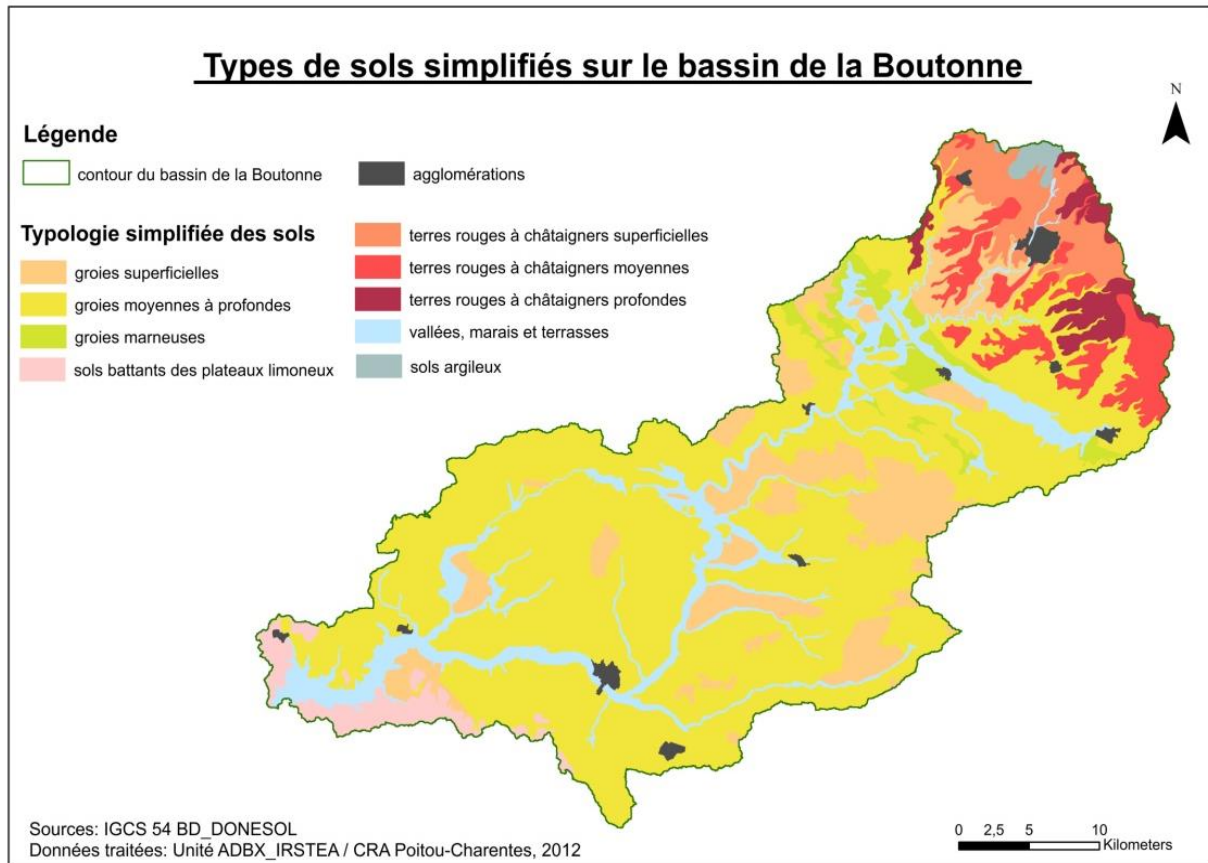 Types de sols simplifiés sur le bassin de la Boutonne
N
Légende
contour du bassin de la Boutonne
agglomérations
Typologie simplifiée des sols
groies superficielles
groies moyennes à profondes
groies marneuses
sols battants des plateaux limoneux
terres rouges à châtaigners superficielles
terres rouges à châtaigners moyennes
terres rouges à châtaigners profondes
vallées, marais et terrasses
sols argileux
Sources: IGCS 54 BD_DONESOL
Données traitées: Unité ADBX_IRSTEA / CRA Poitou-Charentes, 2012
0 2,5 5 10
Kilometers